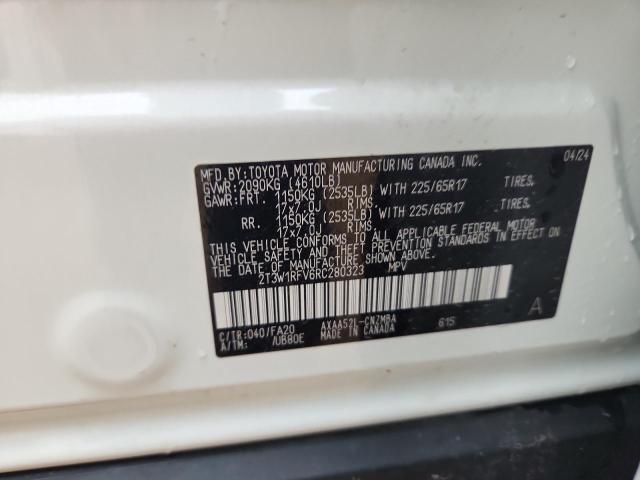 MFD.BY:TOYOTA MOTOR MANUFACTURING CANADA INC. 04/24
GVWR:2090KG (4610LB)
GAWR:FRT. 1150KG (2535LB) WITH 225/65R17 TIRES.
17x7.0J RIMS.
RR. 1150KG (2535LB) WITH 225/65R17 TIRES.
17x7.0J RIMS.
THIS VEHICLE CONFORMS TO ALL APPLICABLE FEDERAL MOTOR
VEHICLE SAFETY AND THEFT PREVENTION STANDARDS IN EFFECT
ON THE DATE OF MANUFACTURE SHOWN ABOVE.
2T3W1RFV6RC280323 MPV
C/TR:040/FA20 AXAA52L-CNZMBA 615 A
A/TM: /UB80E MADE IN CANADA